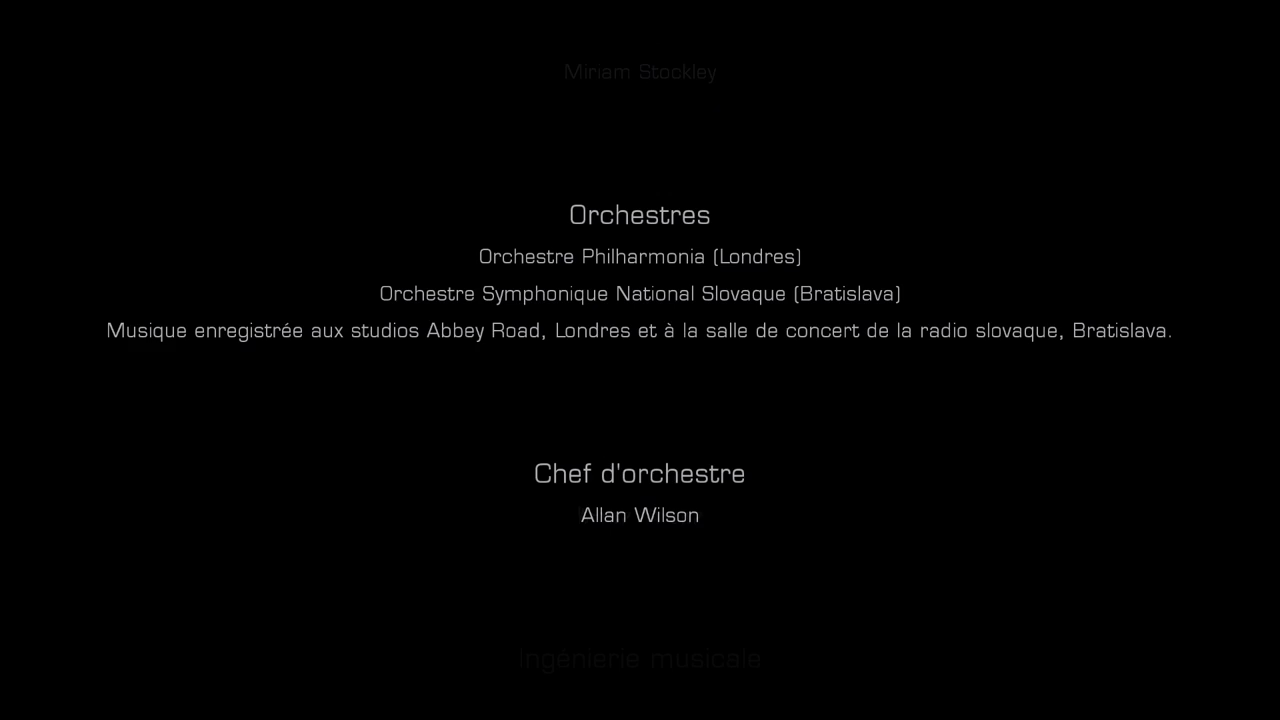 Miriam Stockley
Orchestres
Orchestre Philharmonia (Londres)
Orchestre Symphonique National Slovaque (Bratislava)
Musique enregistrée aux studios Abbey Road, Londres et à la salle de concert de la radio slovaque, Bratislava.
Chef d'orchestre
Allan Wilson
Ingénierie musicale